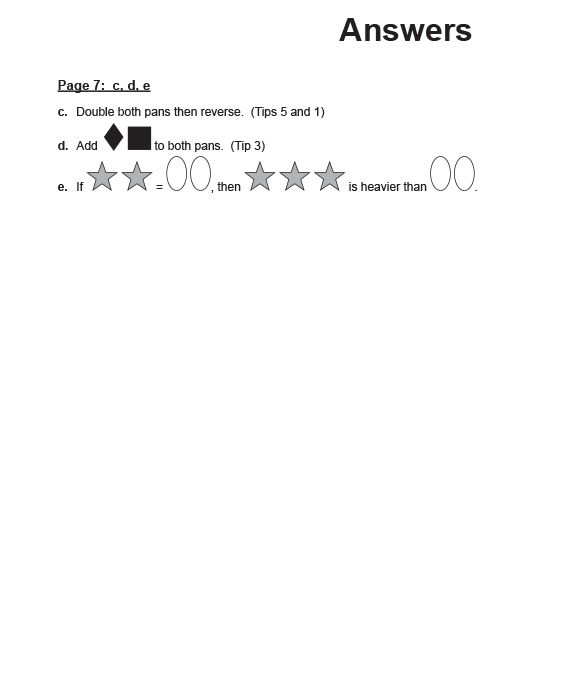 Answers
Page 7: c, d, e
c. Double both pans then reverse. (Tips 5 and 1)
d. Add to both pans. (Tip 3)
e. If = , then is heavier than .